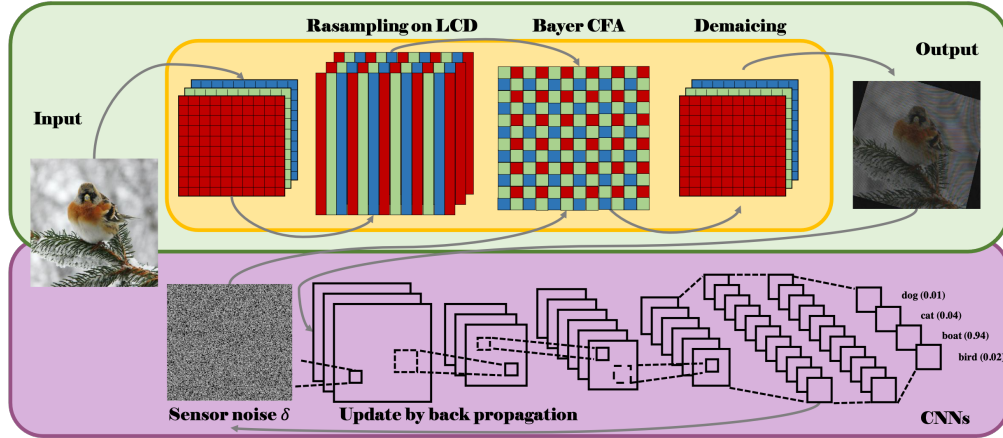 Rasampling on LCD
Bayer CFA
Demaicing
Output
Input
dog (0.01)
cat (0.04)
boat (0.94)
bird (0.02)
Sensor noise δ
Update by back propagation
CNNs